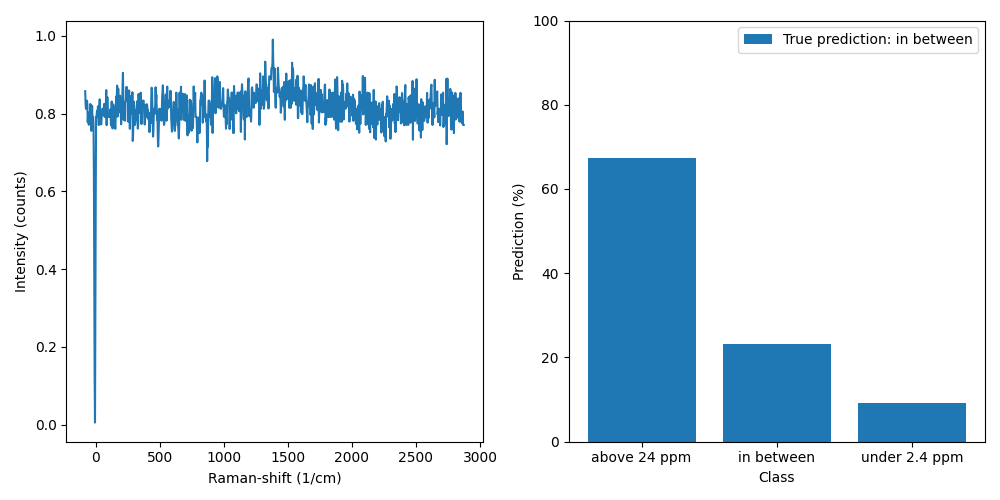 1.0
0.8
0.6
0.4
0.2
0.0
0
500
1000
1500
2000
2500
3000
Raman-shift (1/cm)
Intensity (counts)
100
80
60
40
20
0
Prediction (%)
True prediction: in between
above 24 ppm
in between
under 2.4 ppm
Class